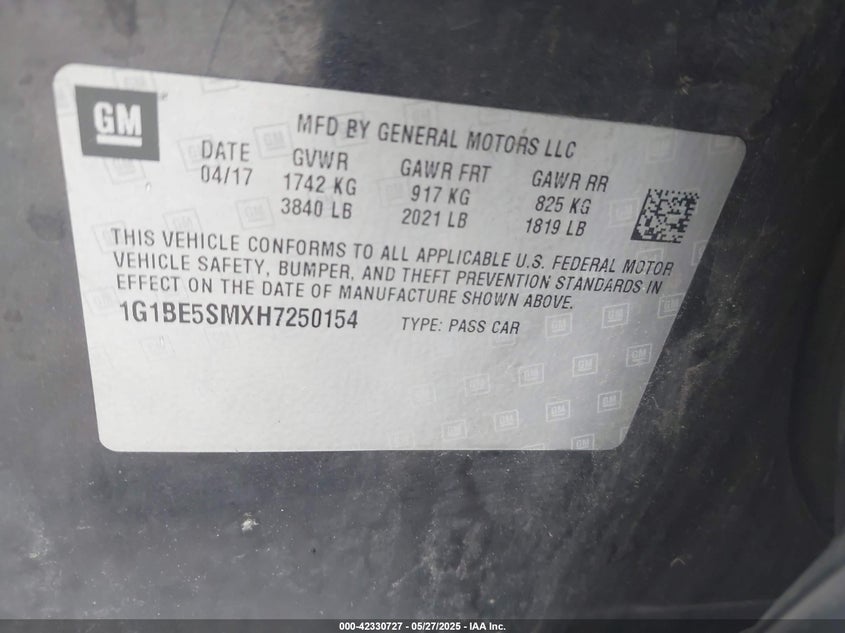 GM
MFD BY GENERAL MOTORS LLC
DATE GVWR GAWR FRT GAWR RR
04/17 1742 KG 917 KG 825 KG
3840 LB 2021 LB 1819 LB
THIS VEHICLE CONFORMS TO ALL APPLICABLE U.S. FEDERAL MOTOR
VEHICLE SAFETY, BUMPER, AND THEFT PREVENTION STANDARDS IN
EFFECT ON THE DATE OF MANUFACTURE SHOWN ABOVE.
1G1BE5SMXH7250154 TYPE: PASS CAR
000-42330727 - 05/27/2025 - IAA Inc.